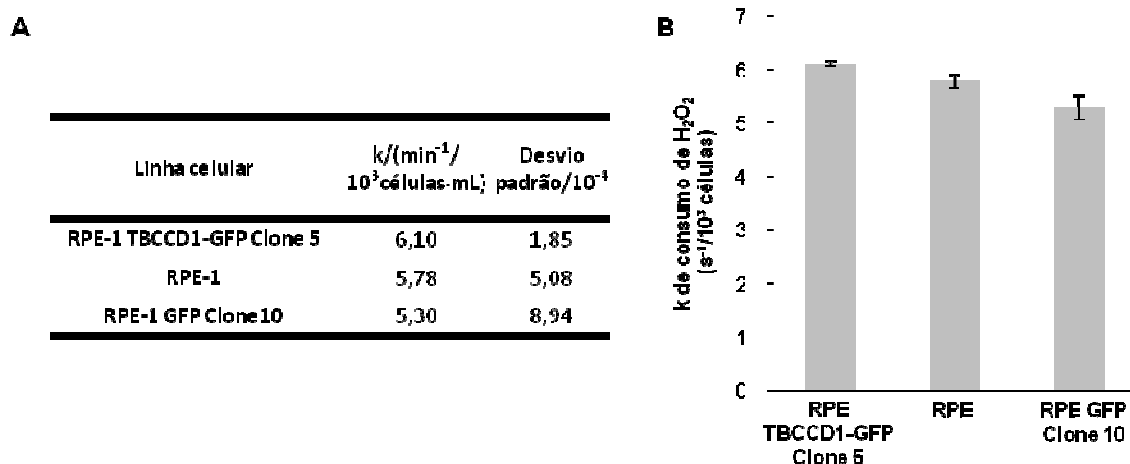 A
Linha celular
k/(min⁻¹/
10³células·mL)
Desvio
padrão/10⁻⁴
RPE-1 TBCCD1-GFP Clone 5 6,10 1,85
RPE-1 5,78 5,08
RPE-1 GFP Clone 10 5,30 8,94
B
k de consumo de H₂O₂
(s⁻¹/10³ células)
7
6
5
4
3
2
1
0
RPE
TBCCD1-GFP
Clone 5
RPE
RPE GFP
Clone 10